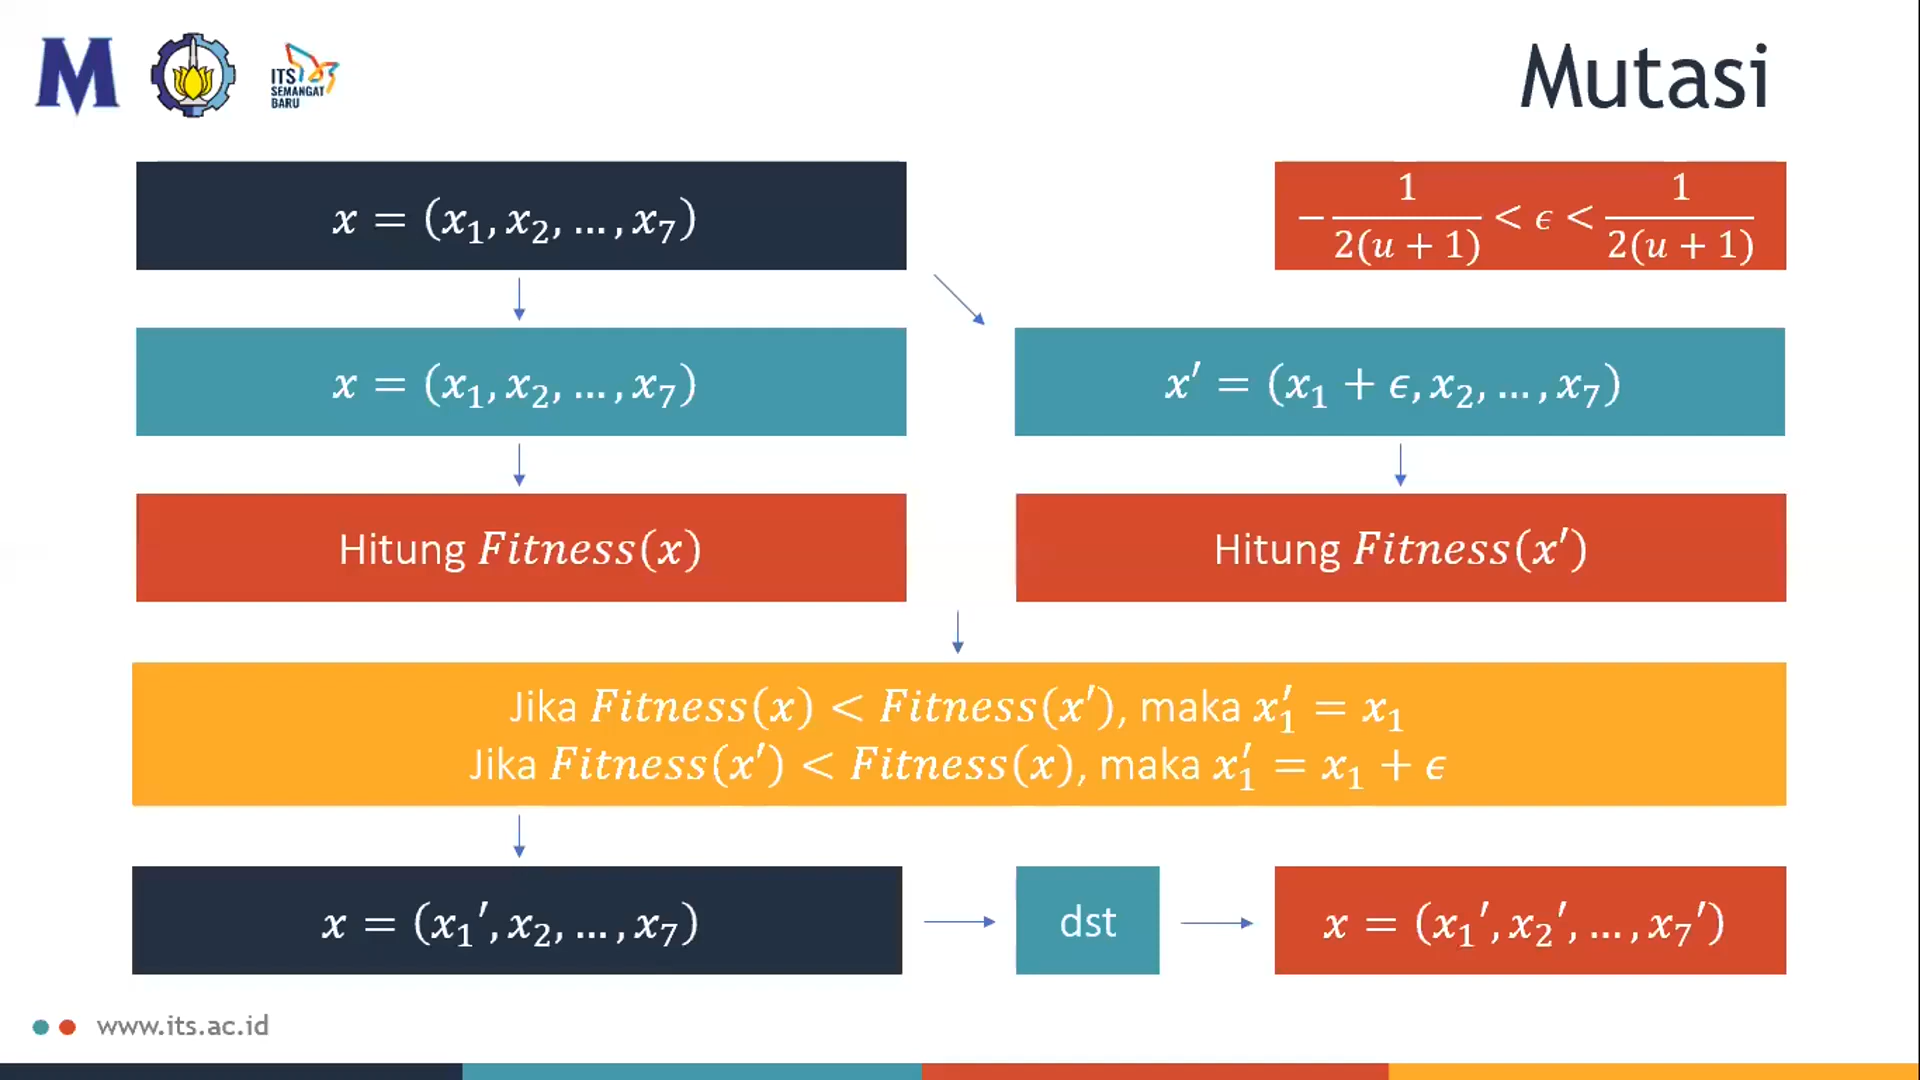 M
ITS
SEMANGAT
BARU
Mutasi
x = (x₁, x₂, …, x₇)
−1/(2(u + 1)) < ϵ < 1/(2(u + 1))
x = (x₁, x₂, …, x₇)
x′ = (x₁ + ϵ, x₂, …, x₇)
Hitung Fitness(x)
Hitung Fitness(x′)
Jika Fitness(x) < Fitness(x′), maka x₁′ = x₁
Jika Fitness(x′) < Fitness(x), maka x₁′ = x₁ + ϵ
x = (x₁′, x₂, …, x₇)
dst
x = (x₁′, x₂′, …, x₇′)
www.its.ac.id